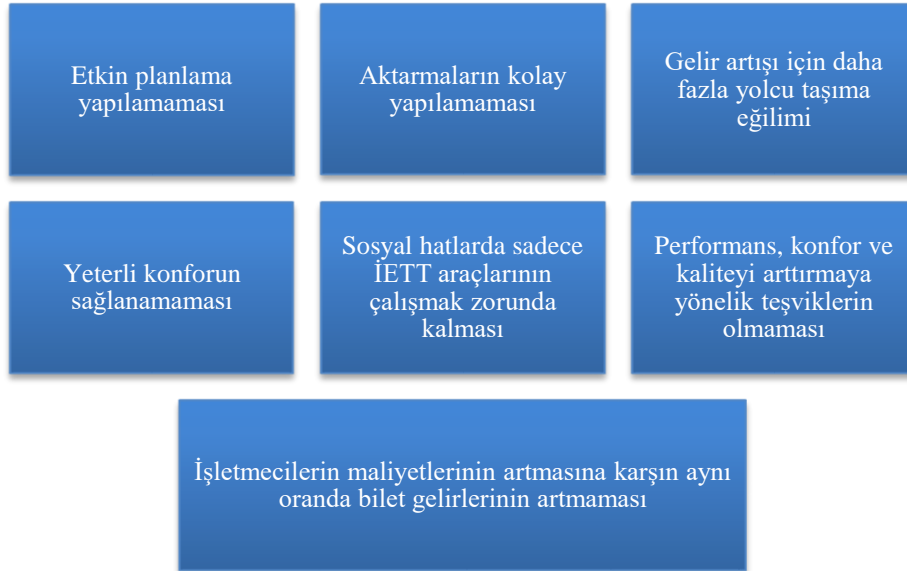 Etkin planlama
yapılamaması
Aktarmaların kolay
yapılamaması
Gelir artışı için daha
fazla yolcu taşıma
eğilimi
Yeterli konforun
sağlanamaması
Sosyal hatlarda sadece
İETT araçlarının
çalışmak zorunda
kalması
Performans, konfor ve
kaliteyi arttırmaya
yönelik teşviklerin
olmaması
İşletmecilerin maliyetlerinin artmasına karşın aynı
oranda bilet gelirlerinin artmaması